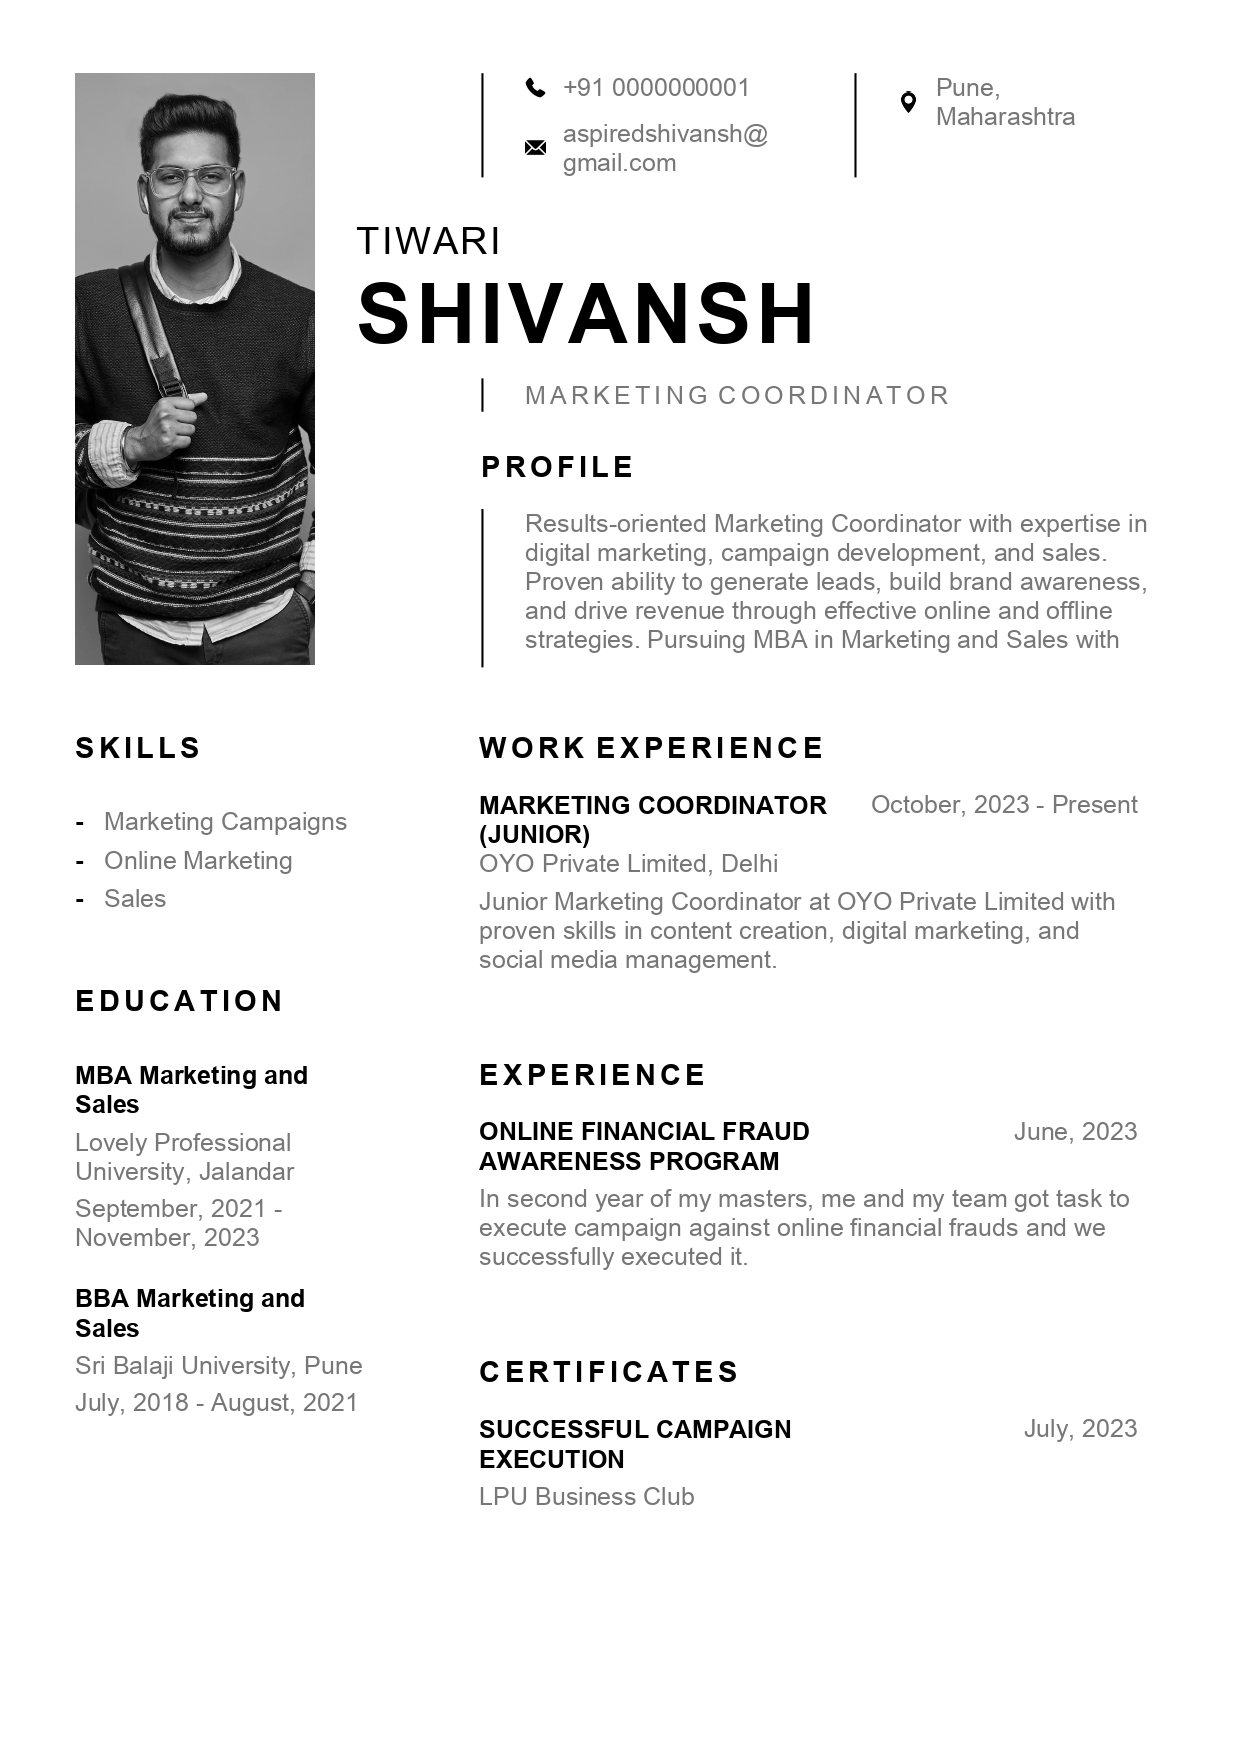 +91 0000000001
aspiredshivansh@
gmail.com
Pune,
Maharashtra
TIWARI
SHIVANSH
MARKETING COORDINATOR
PROFILE
Results-oriented Marketing Coordinator with expertise in
digital marketing, campaign development, and sales.
Proven ability to generate leads, build brand awareness,
and drive revenue through effective online and offline
strategies. Pursuing MBA in Marketing and Sales with
SKILLS
- Marketing Campaigns
- Online Marketing
- Sales
EDUCATION
MBA Marketing and
Sales
Lovely Professional
University, Jalandar
September, 2021 -
November, 2023
BBA Marketing and
Sales
Sri Balaji University, Pune
July, 2018 - August, 2021
WORK EXPERIENCE
MARKETING COORDINATOR October, 2023 - Present
(JUNIOR)
OYO Private Limited, Delhi
Junior Marketing Coordinator at OYO Private Limited with
proven skills in content creation, digital marketing, and
social media management.
EXPERIENCE
ONLINE FINANCIAL FRAUD June, 2023
AWARENESS PROGRAM
In second year of my masters, me and my team got task to
execute campaign against online financial frauds and we
successfully executed it.
CERTIFICATES
SUCCESSFUL CAMPAIGN July, 2023
EXECUTION
LPU Business Club